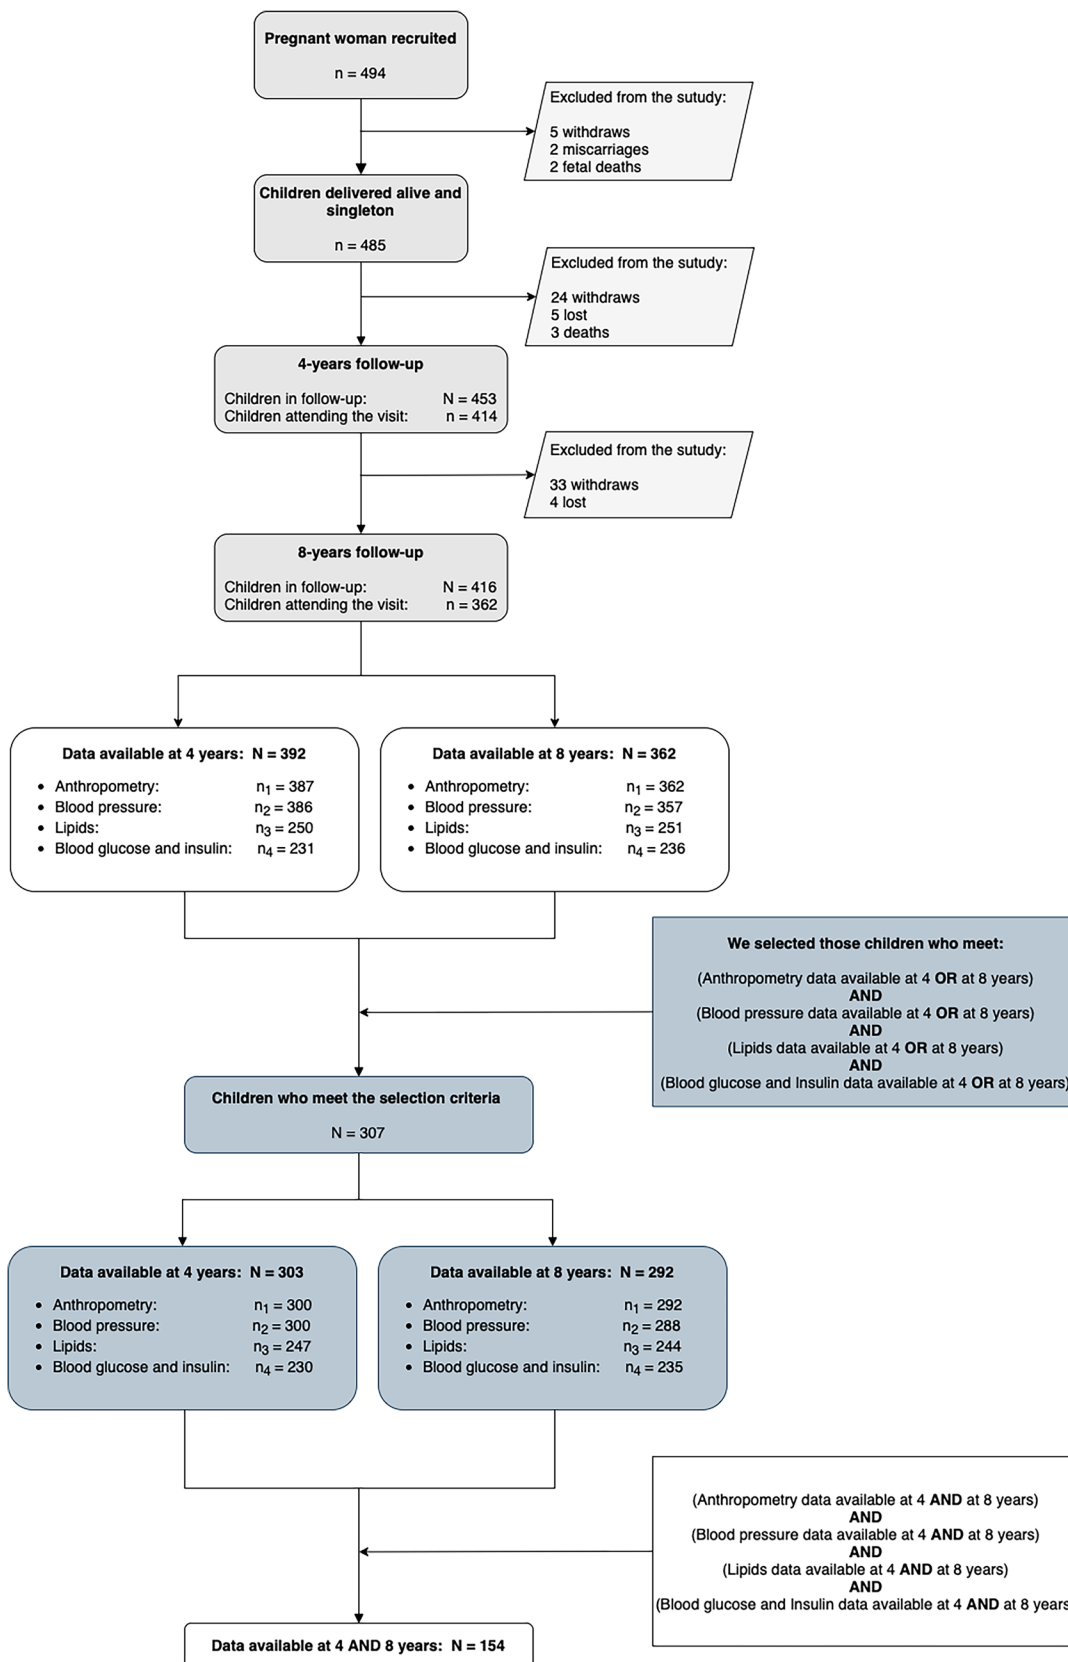 Pregnant woman recruited
n = 494
Excluded from the sutudy:
5 withdraws
2 miscarriages
2 fetal deaths
Children delivered alive and
singleton
n = 485
Excluded from the sutudy:
24 withdraws
5 lost
3 deaths
4-years follow-up
Children in follow-up: N = 453
Children attending the visit: n = 414
Excluded from the sutudy:
33 withdraws
4 lost
8-years follow-up
Children in follow-up: N = 416
Children attending the visit: n = 362
Data available at 4 years: N = 392
• Anthropometry: n₁ = 387
• Blood pressure: n₂ = 386
• Lipids: n₃ = 250
• Blood glucose and insulin: n₄ = 231
Data available at 8 years: N = 362
• Anthropometry: n₁ = 362
• Blood pressure: n₂ = 357
• Lipids: n₃ = 251
• Blood glucose and insulin: n₄ = 236
We selected those children who meet:
(Anthropometry data available at 4 OR at 8 years)
AND
(Blood pressure data available at 4 OR at 8 years)
AND
(Lipids data available at 4 OR at 8 years)
AND
(Blood glucose and Insulin data available at 4 OR at 8 years)
Children who meet the selection criteria
N = 307
Data available at 4 years: N = 303
• Anthropometry: n₁ = 300
• Blood pressure: n₂ = 300
• Lipids: n₃ = 247
• Blood glucose and insulin: n₄ = 230
Data available at 8 years: N = 292
• Anthropometry: n₁ = 292
• Blood pressure: n₂ = 288
• Lipids: n₃ = 244
• Blood glucose and insulin: n₄ = 235
(Anthropometry data available at 4 AND at 8 years)
AND
(Blood pressure data available at 4 AND at 8 years)
AND
(Lipids data available at 4 AND at 8 years)
AND
(Blood glucose and Insulin data available at 4 AND at 8 years
Data available at 4 AND 8 years: N = 154